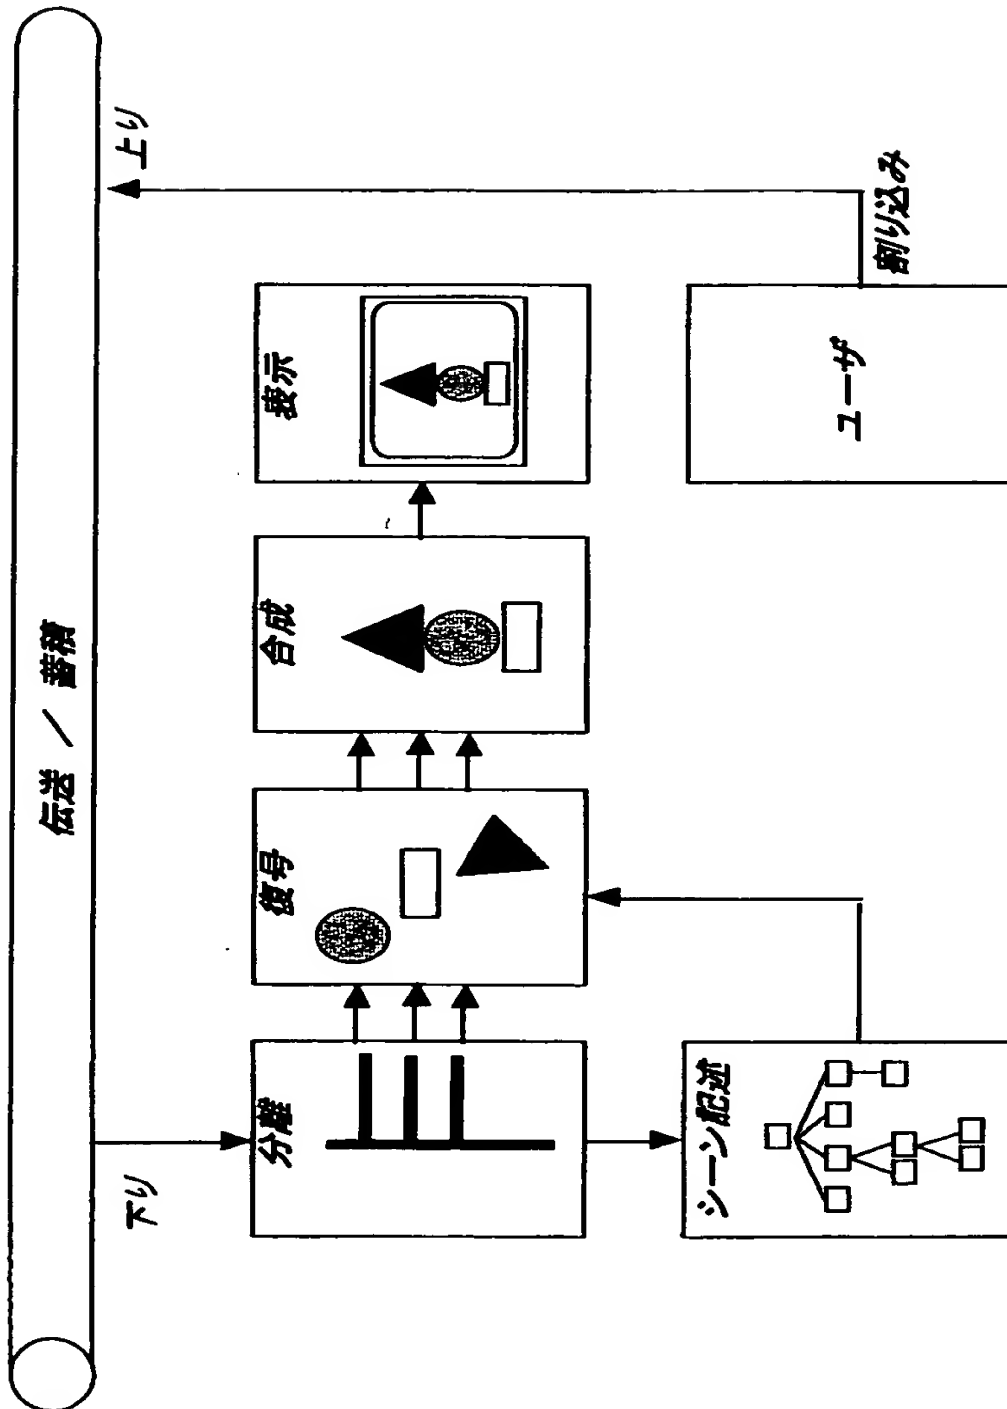 伝送 / 蓄積
下り
上り
分離
復号
合成
表示
シーン記述
ユーザ
割り込み